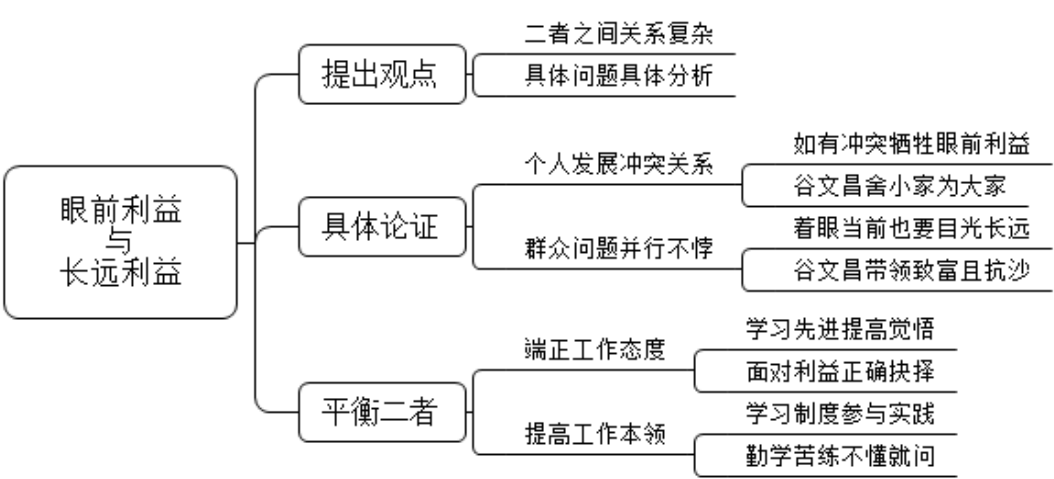 眼前利益
与
长远利益
提出观点
二者之间关系复杂
具体问题具体分析
具体论证
个人发展冲突关系
如有冲突牺牲眼前利益
谷文昌舍小家为大家
群众问题并行不悖
着眼当前也要目光长远
谷文昌带领致富且抗沙
平衡二者
端正工作态度
学习先进提高觉悟
面对利益正确抉择
提高工作本领
学习制度参与实践
勤学苦练不懂就问